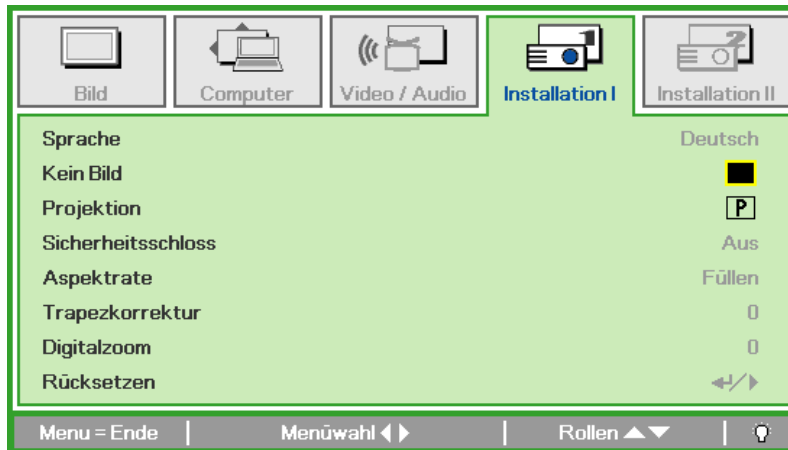 Bild Computer Video / Audio Installation I Installation II
Sprache Deutsch
Kein Bild
Projektion P
Sicherheitsschloss Aus
Aspektrate Füllen
Trapezkorrektur 0
Digitalzoom 0
Rücksetzen
Menu = Ende Menüwahl Rollen